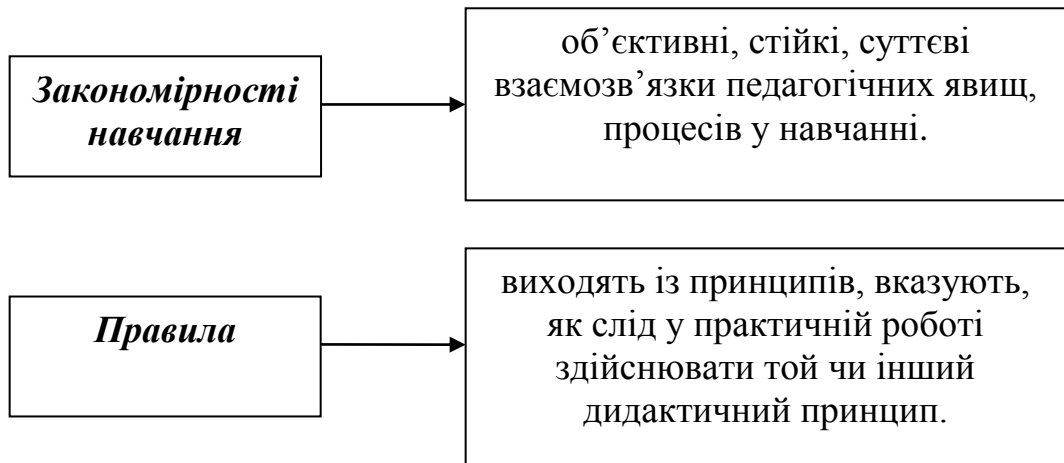 Закономірності
навчання
об’єктивні, стійкі, суттєві
взаємозв’язки педагогічних явищ,
процесів у навчанні.
Правила
виходять із принципів, вказують,
як слід у практичній роботі
здійснювати той чи інший
дидактичний принцип.